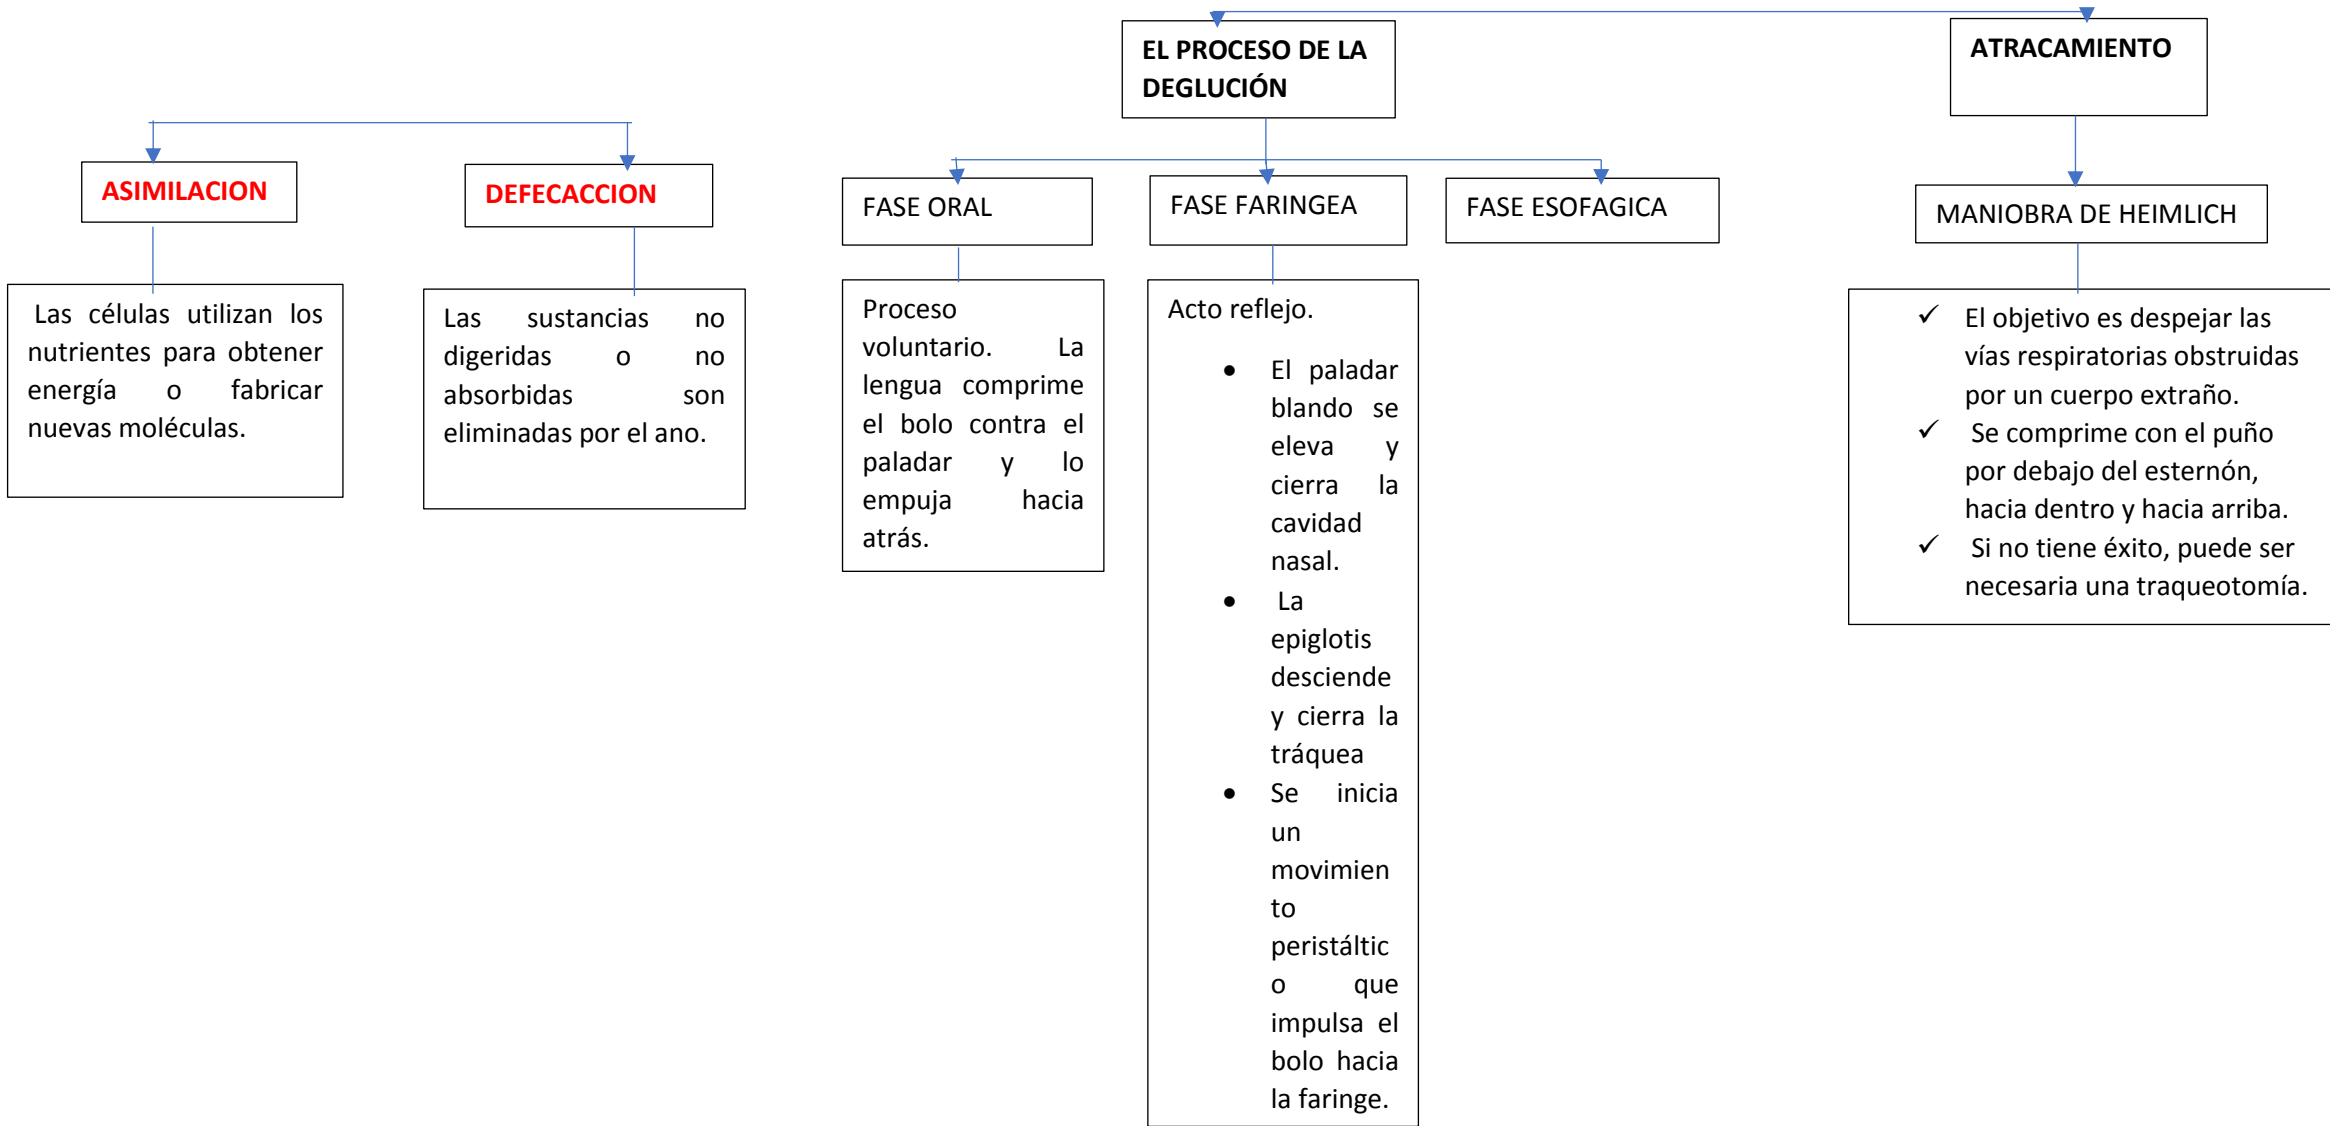 EL PROCESO DE LA
DEGLUCIÓN
ATRACAMIENTO
ASIMILACION
DEFECACCION
FASE ORAL
FASE FARINGEA
FASE ESOFAGICA
MANIOBRA DE HEIMLICH
Las células utilizan los
nutrientes para obtener
energía o fabricar
nuevas moléculas.
Las sustancias no
digeridas o no
absorbidas son
eliminadas por el ano.
Proceso
voluntario. La
lengua comprime
el bolo contra el
paladar y lo
empuja hacia
atrás.
Acto reflejo.
• El paladar
blando se
eleva y
cierra la
cavidad
nasal.
• La
epiglotis
desciende
y cierra la
tráquea
• Se inicia
un
movimien
to
peristáltic
o que
impulsa el
bolo hacia
la faringe.
✓ El objetivo es despejar las
vías respiratorias obstruidas
por un cuerpo extraño.
✓ Se comprime con el puño
por debajo del esternón,
hacia dentro y hacia arriba.
✓ Si no tiene éxito, puede ser
necesaria una traqueotomía.